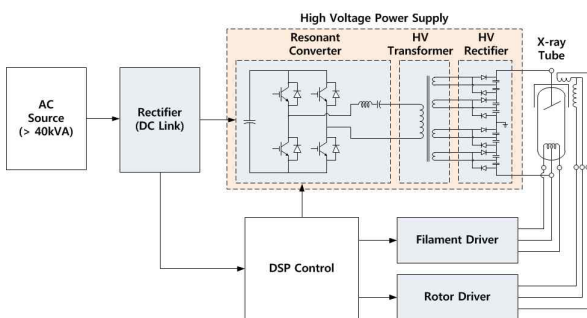 High Voltage Power Supply
Resonant
Converter
HV
Transformer
HV
Rectifier
X-ray
Tube
AC
Source
(> 40kVA)
Rectifier
(DC Link)
DSP Control
Filament Driver
Rotor Driver